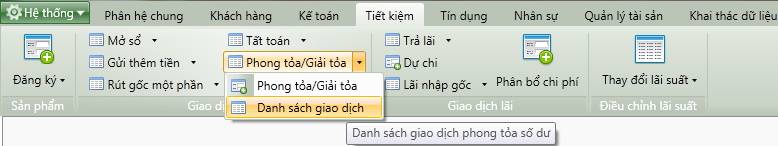 Hệ thống
Phân hệ chung Khách hàng Kế toán Tiết kiệm Tín dụng Nhân sự Quản lý tài sản Khai thác dữ liệu
Mở sổ Tất toán Trả lãi
Gửi thêm tiền Phong tỏa/Giải tỏa Dự chi
Đăng ký Rút gốc một phần Lãi nhập gốc Phân bổ chi phí Thay đổi lãi suất
Phong tỏa/Giải tỏa
Sản phẩm Giao d Giao dịch lãi Điều chỉnh lãi suất
Danh sách giao dịch
Danh sách giao dịch phong tỏa số dư